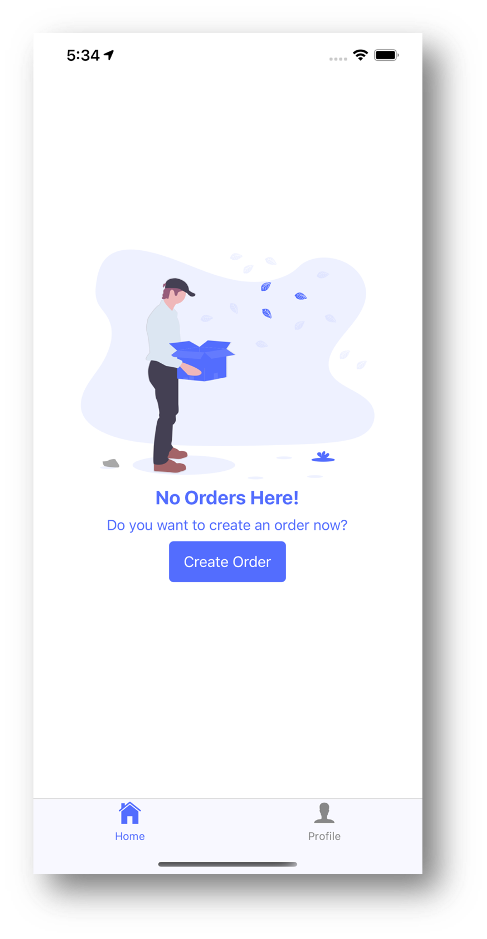 5:34
No Orders Here!
Do you want to create an order now?
Create Order
Home
Profile